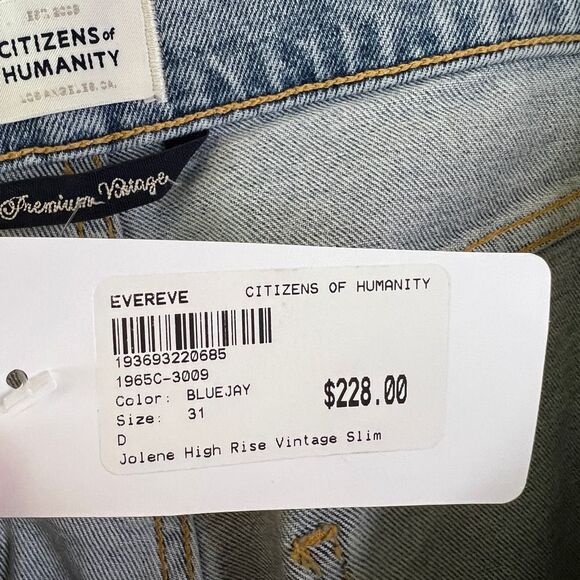 EST. 2003
CITIZENS of
HUMANITY
LOS ANGELES, CA.
Premium Vintage
EVEREVE CITIZENS OF HUMANITY
193693220685
1965C-3009
Color: BLUEJAY
$228.00
Size: 31
D
Jolene High Rise Vintage Slim